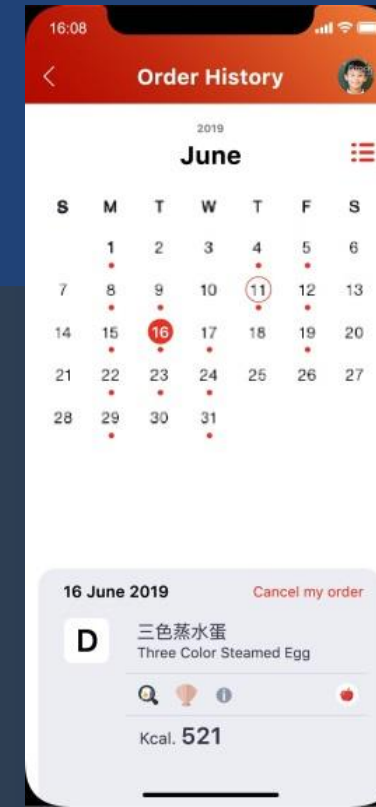 16:08
Order History
2019
June
S M T W T F S
1 2 3 4 5 6
7 8 9 10 11 12 13
14 15 16 17 18 19 20
21 22 23 24 25 26 27
28 29 30 31
16 June 2019 Cancel my order
D
三色蒸水蛋
Three Color Steamed Egg
Kcal. 521